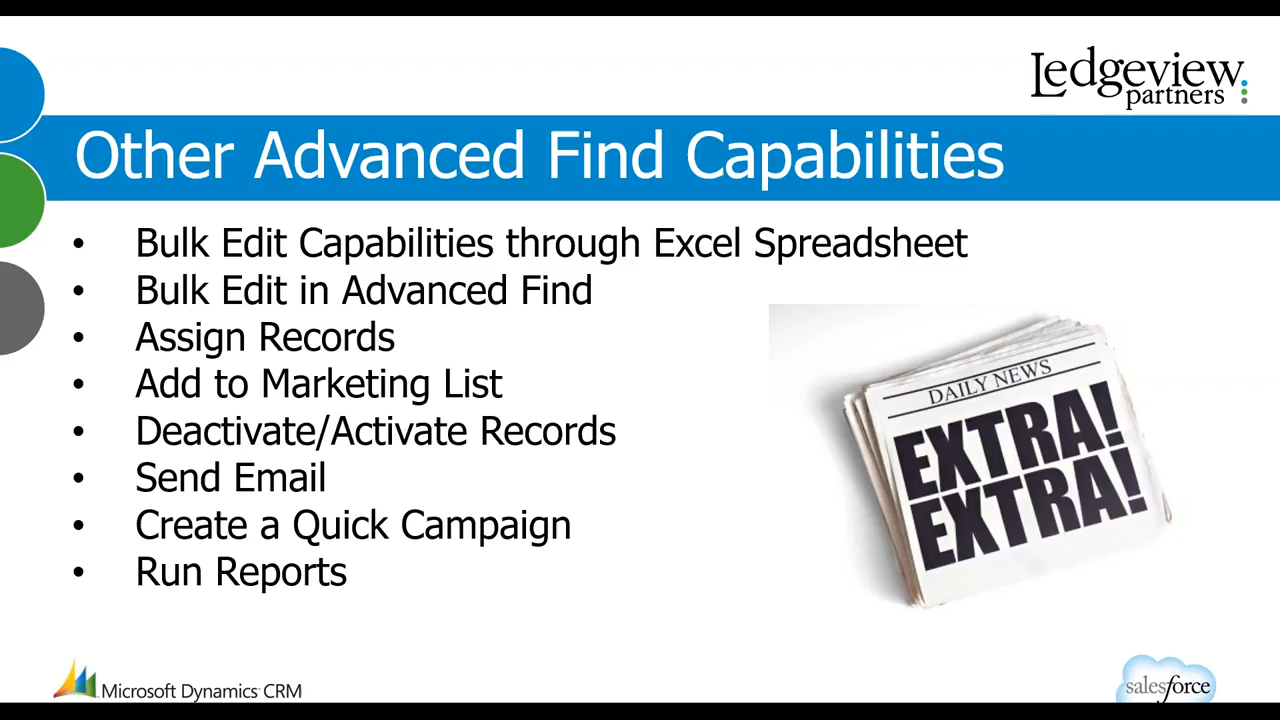 Ledgeview
partners
Other Advanced Find Capabilities
• Bulk Edit Capabilities through Excel Spreadsheet
• Bulk Edit in Advanced Find
• Assign Records
• Add to Marketing List
• Deactivate/Activate Records
• Send Email
• Create a Quick Campaign
• Run Reports
DAILY NEWS
EXTRA!
EXTRA!
Microsoft Dynamics CRM
salesforce